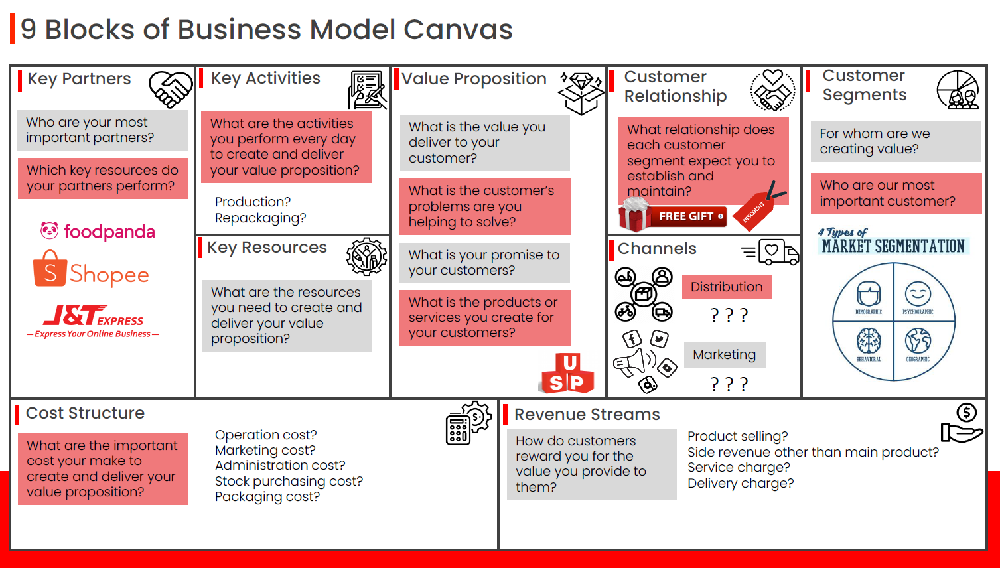 9 Blocks of Business Model Canvas
Key Partners
Who are your most
important partners?
Which key resources do
your partners perform?
foodpanda
S
Shopee
J&T EXPRESS
Express Your Online Business
Key Activities
What are the activities
you perform every day
to create and deliver
your value proposition?
Production?
Repackaging?
Key Resources
What are the resources
you need to create and
deliver your value
proposition?
Value Proposition
What is the value you
deliver to your
customer?
What is the customer's
problems are you
helping to solve?
What is your promise to
your customers?
What is the products or
services you create for
your customers?
U
S P
Customer
Relationship
What relationship does
each customer
segment expect you to
establish and
maintain?
FREE GIFT
DISCOUNT
Channels
Distribution
? ? ?
Marketing
? ? ?
Customer
Segments
For whom are we
creating value?
Who are our most
important customer?
4 Types of
MARKET SEGMENTATION
DEMOGRAPHIC
PSYCHOGRAPHIC
BEHAVIORAL
GEOGRAPHIC
Cost Structure
What are the important
cost your make to
create and deliver your
value proposition?
Operation cost?
Marketing cost?
Administration cost?
Stock purchasing cost?
Packaging cost?
Revenue Streams
How do customers
reward you for the
value you provide to
them?
Product selling?
Side revenue other than main product?
Service charge?
Delivery charge?